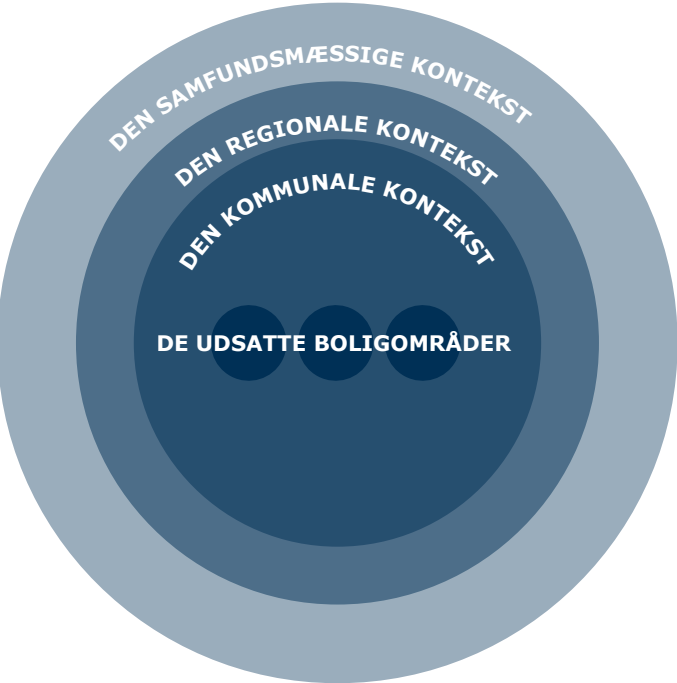 DEN SAMFUNDSMÆSSIGE KONTEKST
DEN REGIONALE KONTEKST
DEN KOMMUNALE KONTEKST
DE UDSATTE BOLIGOMRÅDER